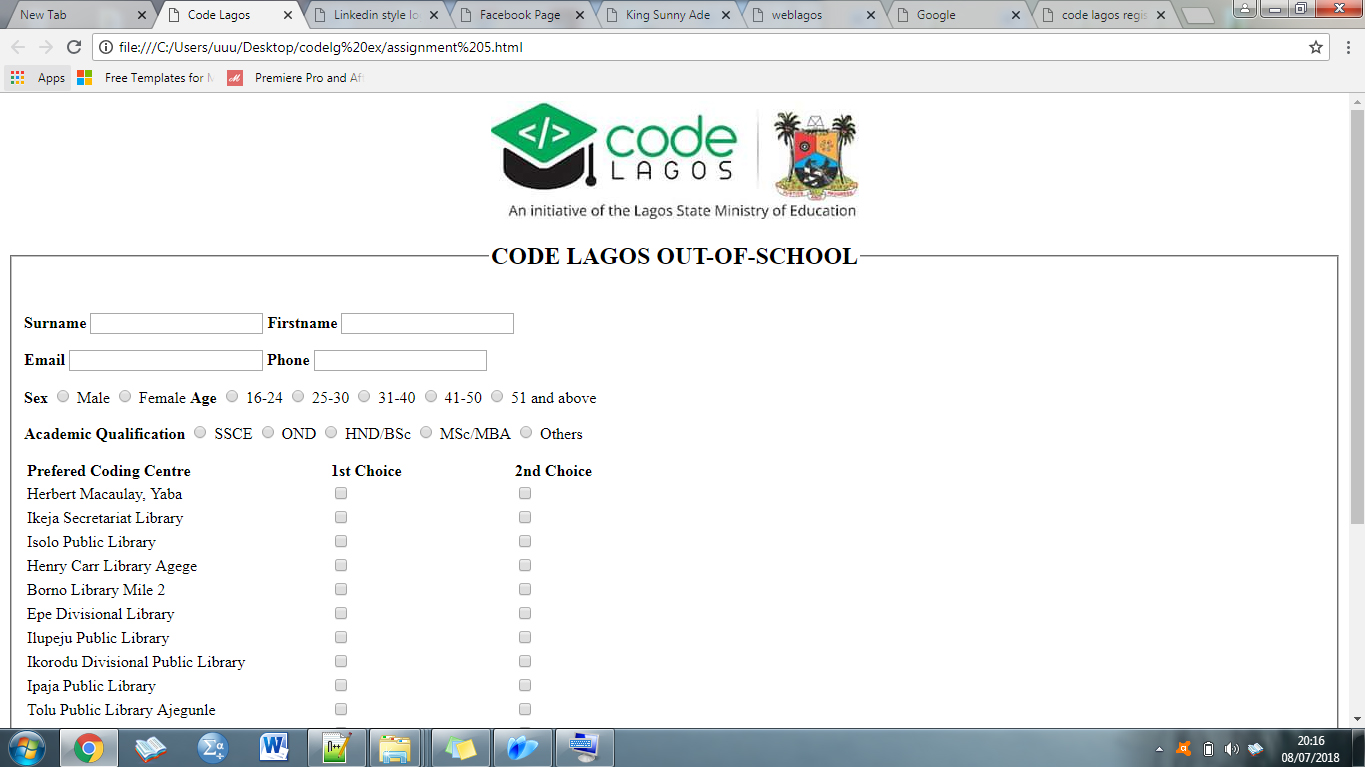 New Tab Code Lagos Linkedin style lo Facebook Page King Sunny Ade weblagos Google code lagos regis
file:///C:/Users/uuu/Desktop/codelg%20ex/assignment%205.html
Apps Free Templates for Premiere Pro and Aft
</> code
LAGOS
An initiative of the Lagos State Ministry of Education
CODE LAGOS OUT-OF-SCHOOL
Surname Firstname
Email Phone
Sex Male Female Age 16-24 25-30 31-40 41-50 51 and above
Academic Qualification SSCE OND HND/BSc MSc/MBA Others
Prefered Coding Centre 1st Choice 2nd Choice
Herbert Macaulay, Yaba
Ikeja Secretariat Library
Isolo Public Library
Henry Carr Library Agege
Borno Library Mile 2
Epe Divisional Library
Ilupeju Public Library
Ikorodu Divisional Public Library
Ipaja Public Library
Tolu Public Library Ajegunle
20:16
08/07/2018